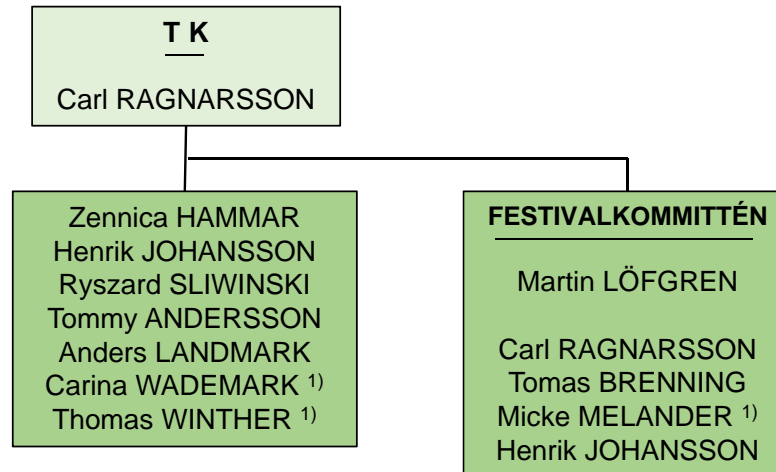 T K
Carl RAGNARSSON
Zennica HAMMAR
Henrik JOHANSSON
Ryszard SLIWINSKI
Tommy ANDERSSON
Anders LANDMARK
Carina WADEMARK 1)
Thomas WINTHER 1)
FESTIVALKOMMITTÉN
Martin LÖFGREN
Carl RAGNARSSON
Tomas BRENNING
Micke MELANDER 1)
Henrik JOHANSSON